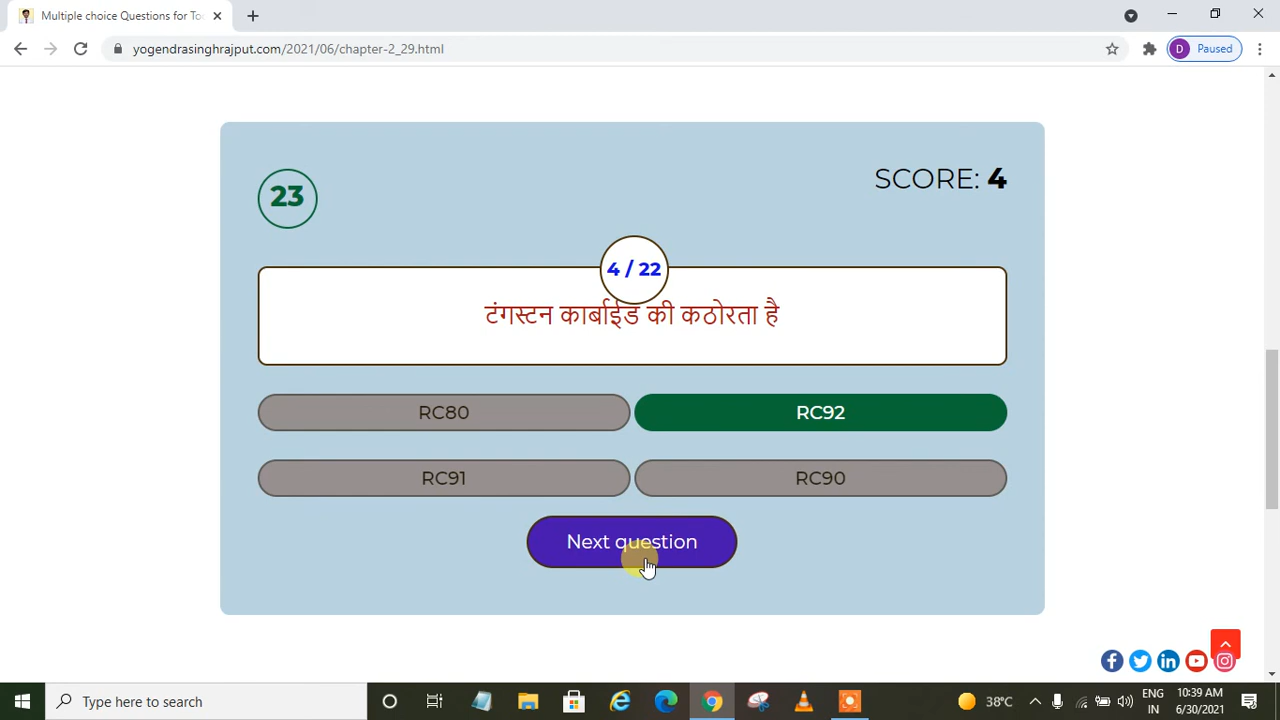 Multiple choice Questions for To
yogendrasinghrajput.com/2021/06/chapter-2_29.html
D Paused
23
SCORE: 4
4 / 22
टंगस्टन कार्बाईड की कठोरता है
RC80
RC92
RC91
RC90
Next question
Type here to search
38°C
ENG
IN
10:39 AM
6/30/2021